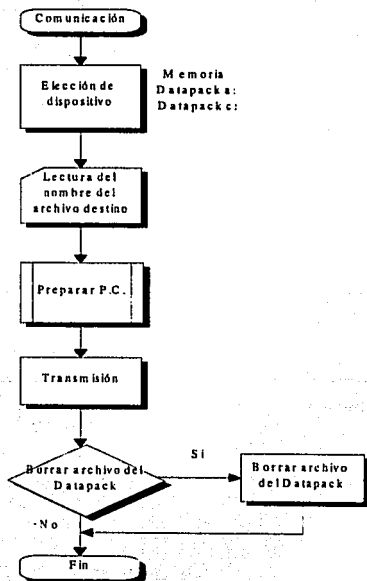 Comunicación
Elección de
dispositivo
Memoria
Datapack a:
Datapack c:
Lectura del
nombre del
archivo destino
Preparar P.C.
Transmisión
Borrar archivo del
Datapack
Si
Borrar archivo
del Datapack
No
Fin